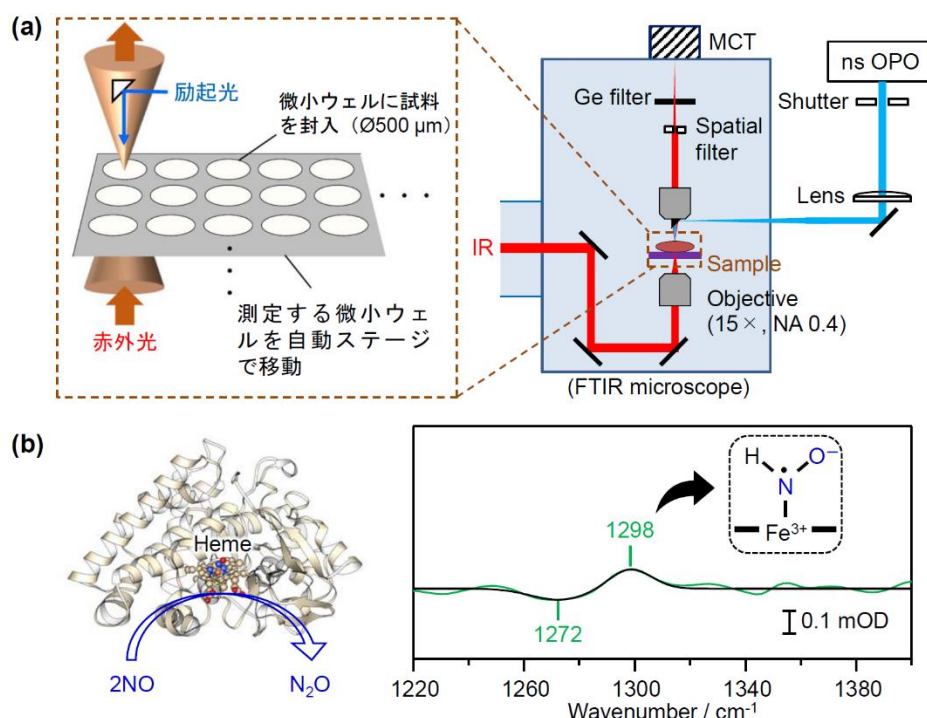 (a)
励起光
微小ウェルに試料
を封入（Ø500 µm）
赤外光
測定する微小ウェ
ルを自動ステージ
で移動
MCT
Ge filter
Spatial
filter
IR
Sample
Objective
(15×, NA 0.4)
(FTIR microscope)
ns OPO
Shutter
Lens
(b)
Heme
2NO
N₂O
1298
1272
H
O⁻
N
Fe³⁺
0.1 mOD
1220
1260
1300
1340
1380
Wavenumber / cm⁻¹